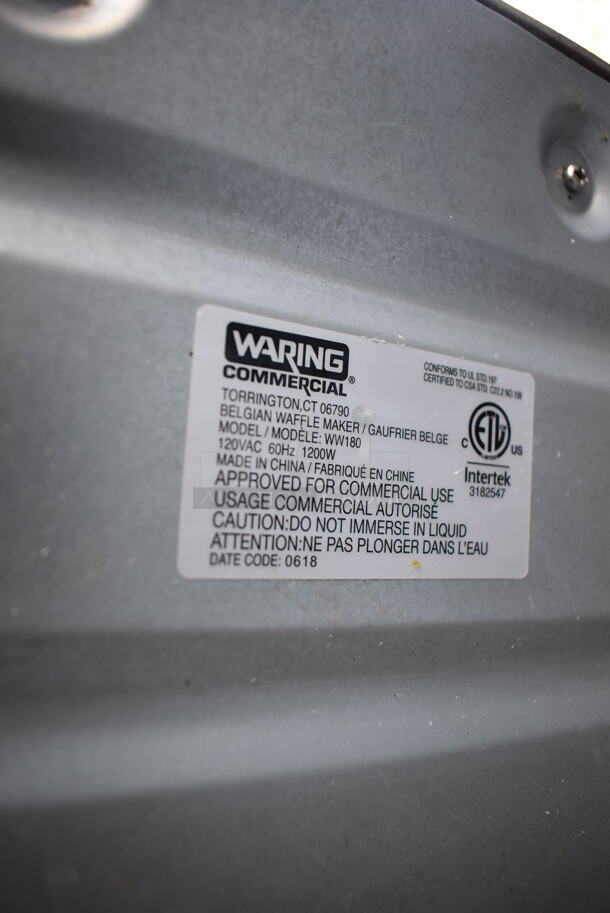 WARING
COMMERCIAL®
TORRINGTON,CT 06790
BELGIAN WAFFLE MAKER / GAUFRIER BELGE
MODEL / MODÈLE: WW180
120VAC 60Hz 1200W
MADE IN CHINA / FABRIQUÉ EN CHINE
APPROVED FOR COMMERCIAL USE
USAGE COMMERCIAL AUTORISÉ
CAUTION:DO NOT IMMERSE IN LIQUID
ATTENTION:NE PAS PLONGER DANS L'EAU
DATE CODE: 0618
CONFORMS TO UL STD.197
CERTIFIED TO CSA STD. C22.2 NO.109
C ETL US
LISTED
Intertek
3182547